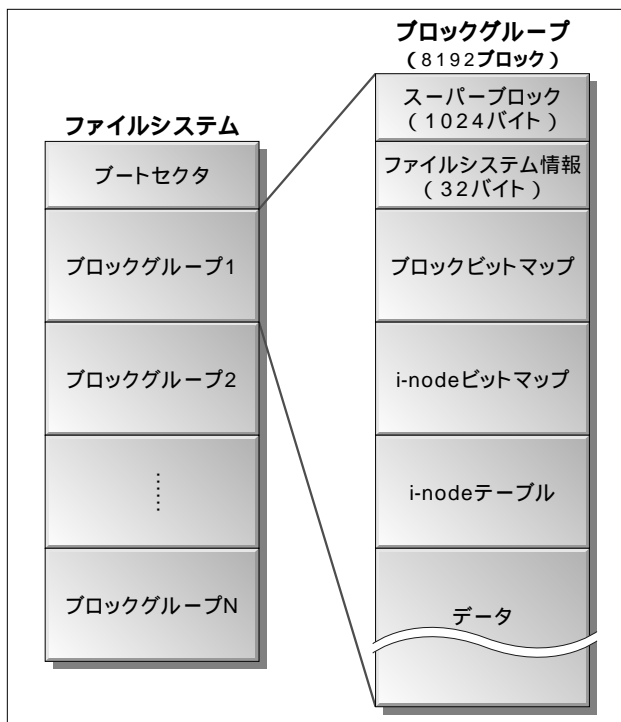 ファイルシステム
ブートセクタ
ブロックグループ1
ブロックグループ2
……
ブロックグループN
ブロックグループ
(8192ブロック)
スーパーブロック
(1024バイト)
ファイルシステム情報
(32バイト)
ブロックビットマップ
i-nodeビットマップ
i-nodeテーブル
データ